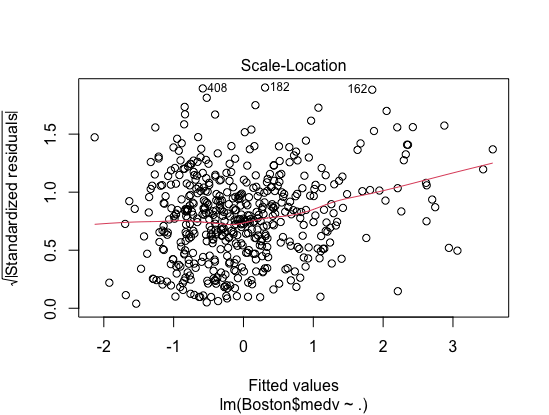 Scale-Location
408
182
162
√|Standardized residuals|
1.5
1.0
0.5
0.0
-2 -1 0 1 2 3
Fitted values
lm(Boston$medv ~ .)